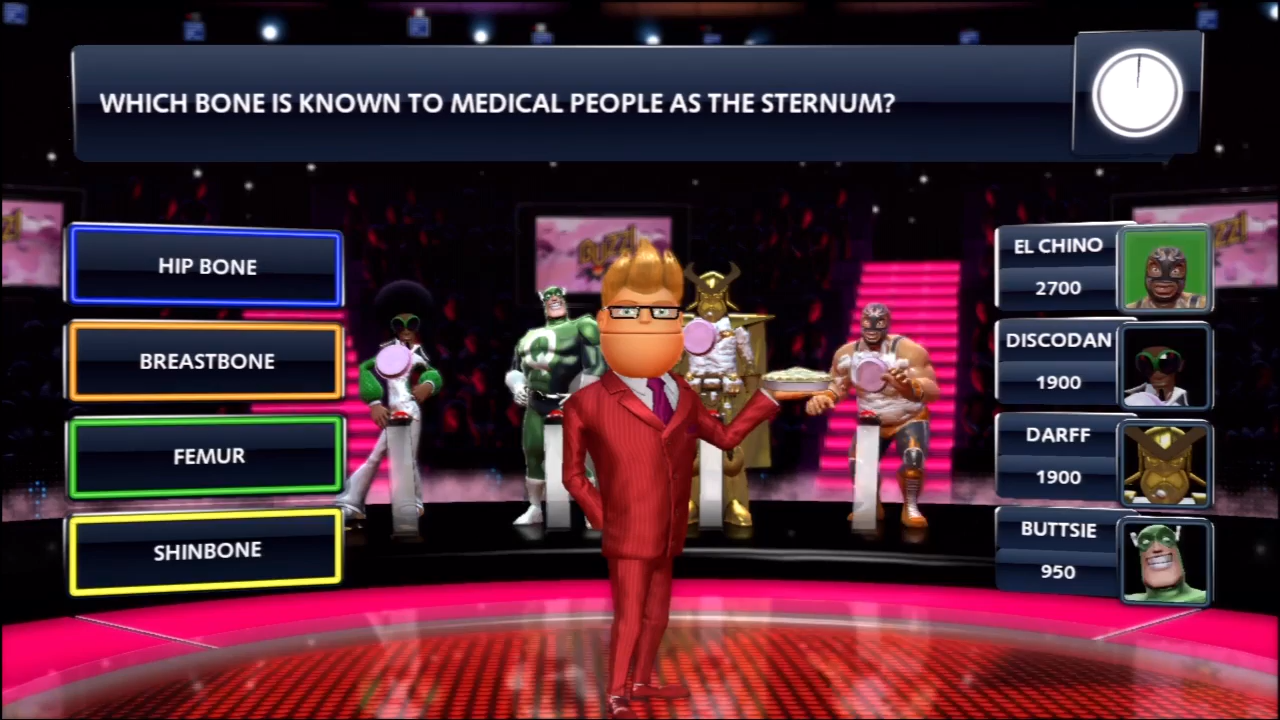 WHICH BONE IS KNOWN TO MEDICAL PEOPLE AS THE STERNUM?
HIP BONE
BREASTBONE
FEMUR
SHINBONE
EL CHINO
2700
DISCODAN
1900
DARFF
1900
BUTTSIE
950